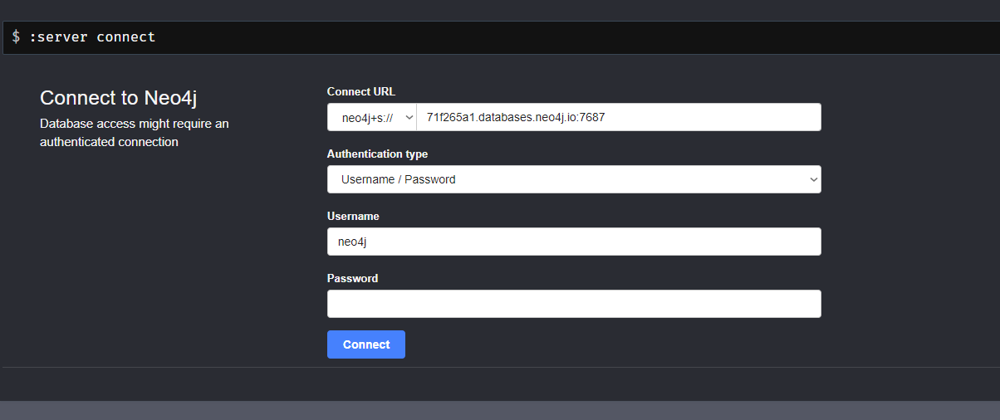 $ :server connect
Connect to Neo4j
Database access might require an
authenticated connection
Connect URL
neo4j+s:// 71f265a1.databases.neo4j.io:7687
Authentication type
Username / Password
Username
neo4j
Password
Connect